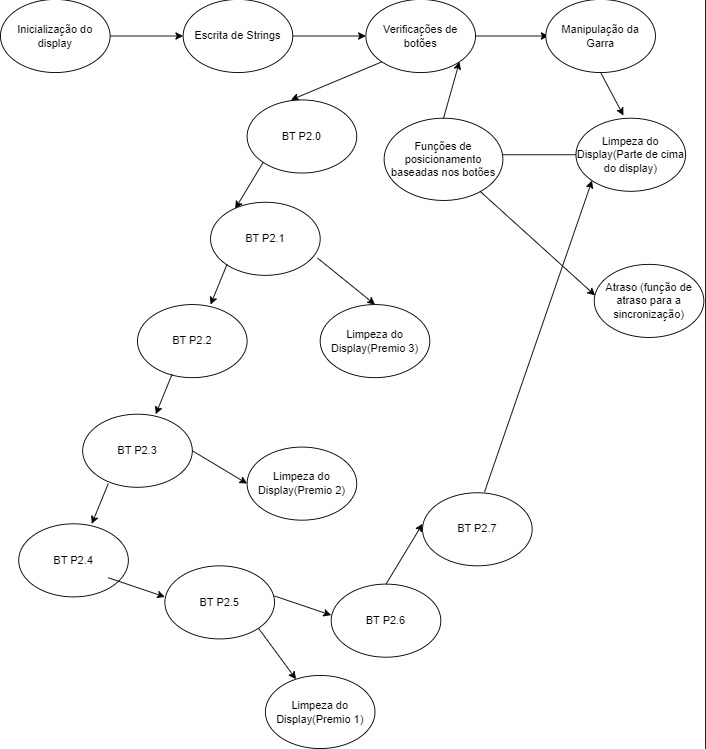 Inicialização do
display
Escrita de Strings
Verificações de
botões
Manipulação da
Garra
BT P2.0
Funções de
posicionamento
baseadas nos botões
Limpeza do
Display(Parte de cima
do display)
BT P2.1
Atraso (função de
atraso para a
sincronização)
BT P2.2
Limpeza do
Display(Premio 3)
BT P2.3
Limpeza do
Display(Premio 2)
BT P2.4
BT P2.5
BT P2.6
BT P2.7
Limpeza do
Display(Premio 1)